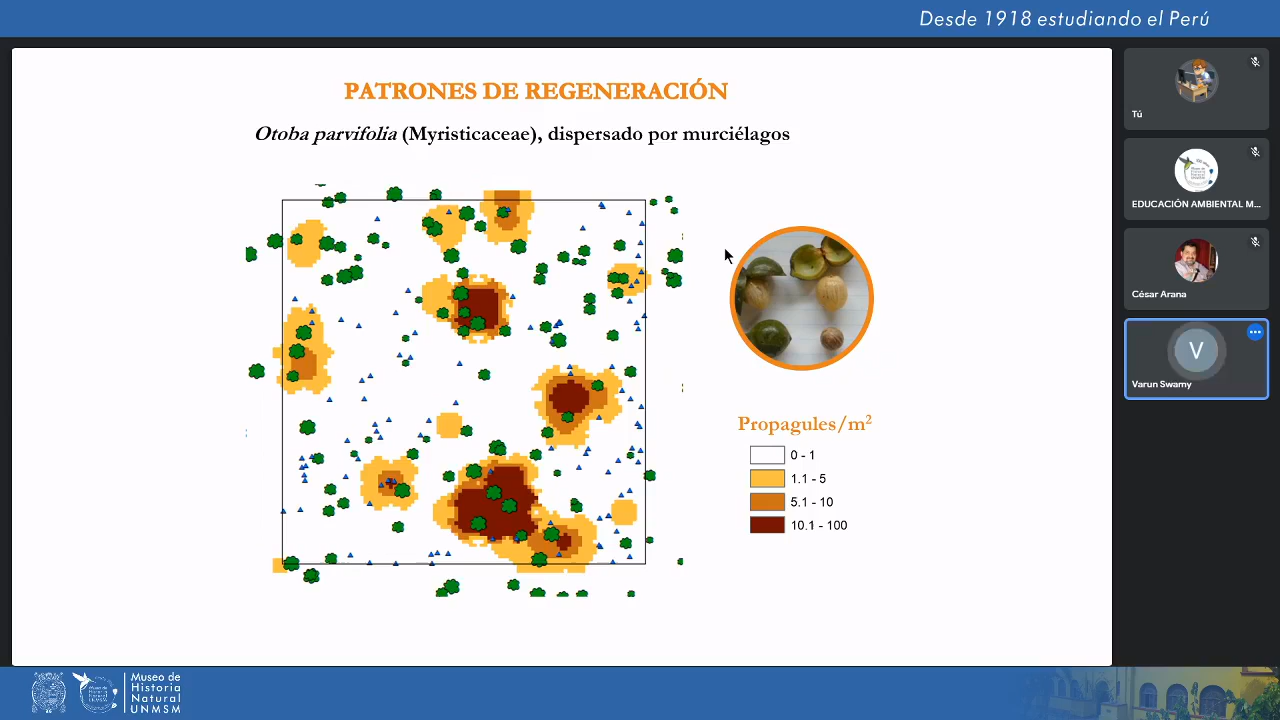 Desde 1918 estudiando el Perú
PATRONES DE REGENERACIÓN
Otoba parvifolia (Myristicaceae), dispersado por murciélagos
Propagules/m²
0 - 1
1.1 - 5
5.1 - 10
10.1 - 100
Tú
EDUCACIÓN AMBIENTAL M...
César Arana
V
Varun Swamy
Museo de
Historia
Natural
UNMSM